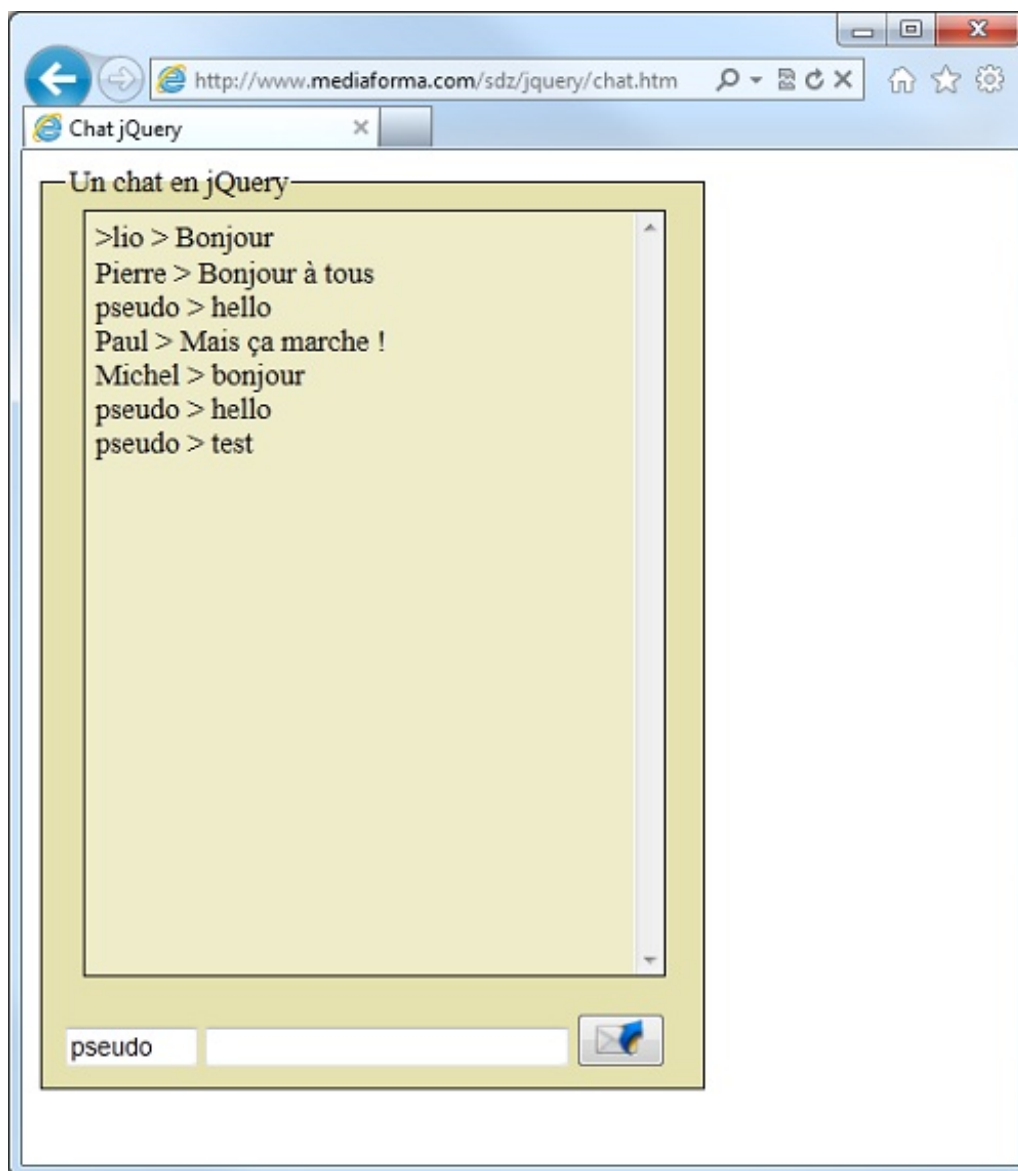 http://www.mediaforma.com/sdz/jquery/chat.htm
Chat jQuery
Un chat en jQuery
>lio > Bonjour
Pierre > Bonjour à tous
pseudo > hello
Paul > Mais ça marche !
Michel > bonjour
pseudo > hello
pseudo > test
pseudo